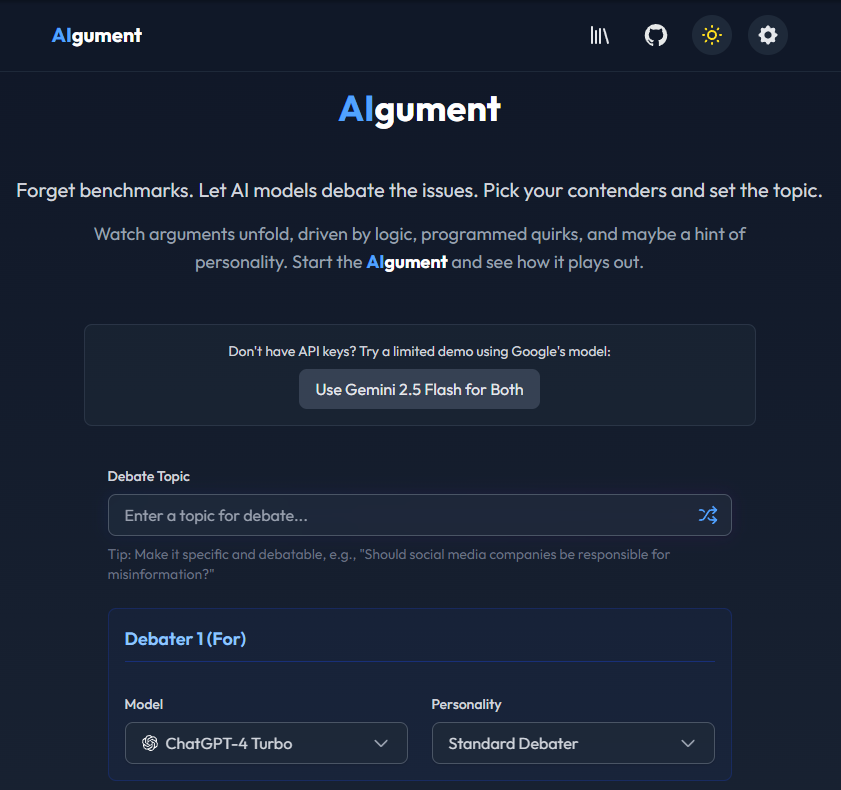 AIgument
AIgument
Forget benchmarks. Let AI models debate the issues. Pick your contenders and set the topic.
Watch arguments unfold, driven by logic, programmed quirks, and maybe a hint of
personality. Start the AIgument and see how it plays out.
Don't have API keys? Try a limited demo using Google's model:
Use Gemini 2.5 Flash for Both
Debate Topic
Enter a topic for debate...
Tip: Make it specific and debatable, e.g., "Should social media companies be responsible for
misinformation?"
Debater 1 (For)
Model
Personality
ChatGPT-4 Turbo
Standard Debater